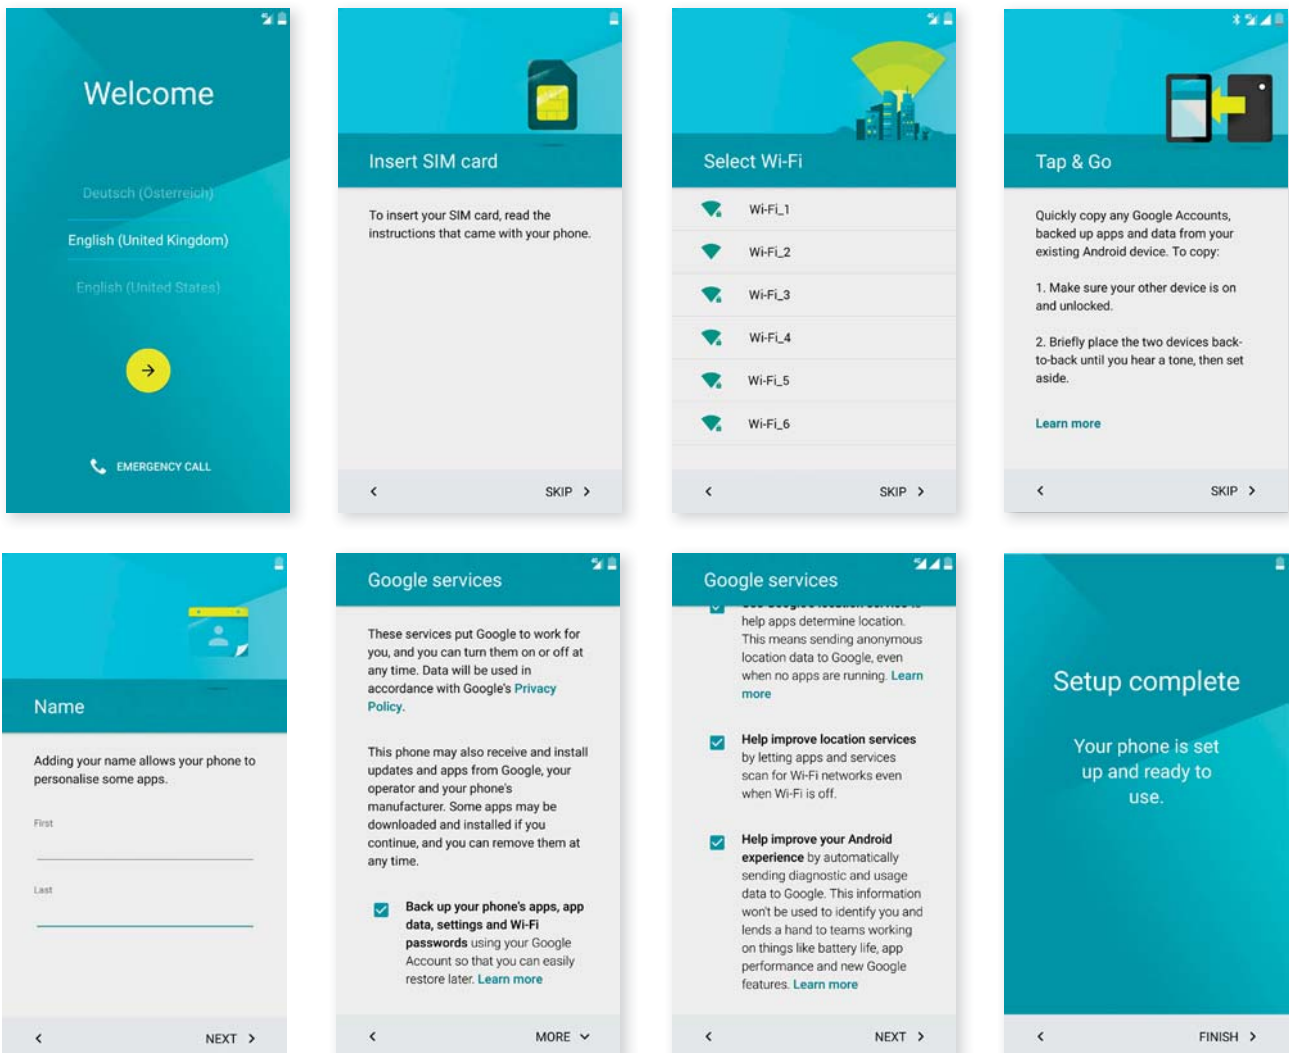 Welcome
Deutsch (Österreich)
English (United Kingdom)
English (United States)
EMERGENCY CALL
Insert SIM card
To insert your SIM card, read the
instructions that came with your phone.
SKIP
Select Wi-Fi
Wi-Fi_1
Wi-Fi_2
Wi-Fi_3
Wi-Fi_4
Wi-Fi_5
Wi-Fi_6
SKIP
Tap & Go
Quickly copy any Google Accounts,
backed up apps and data from your
existing Android device. To copy:
1. Make sure your other device is on
and unlocked.
2. Briefly place the two devices back-
to-back until you hear a tone, then set
aside.
Learn more
SKIP
Name
Adding your name allows your phone to
personalise some apps.
First
Last
NEXT
Google services
These services put Google to work for
you, and you can turn them on or off at
any time. Data will be used in
accordance with Google's Privacy
Policy.
This phone may also receive and install
updates and apps from Google, your
operator and your phone's
manufacturer. Some apps may be
downloaded and installed if you
continue, and you can remove them at
any time.
Back up your phone's apps, app
data, settings and Wi-Fi
passwords using your Google
Account so that you can easily
restore later. Learn more
MORE
Google services
help apps determine location.
This means sending anonymous
location data to Google, even
when no apps are running. Learn
more
Help improve location services
by letting apps and services
scan for Wi-Fi networks even
when Wi-Fi is off.
Help improve your Android
experience by automatically
sending diagnostic and usage
data to Google. This information
won't be used to identify you and
lends a hand to teams working
on things like battery life, app
performance and new Google
features. Learn more
NEXT
Setup complete
Your phone is set
up and ready to
use.
FINISH